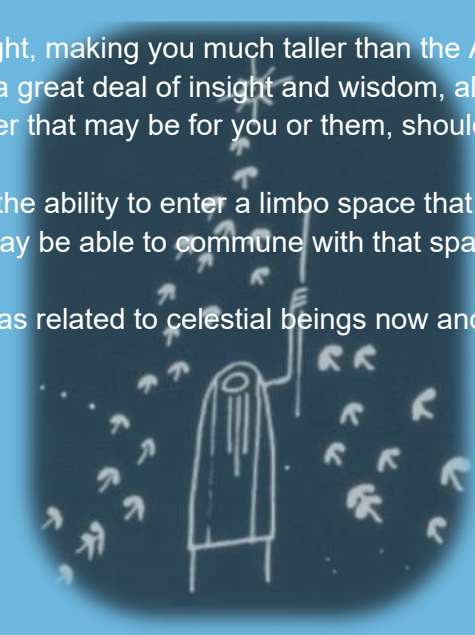 ght, making you much taller than the
a great deal of insight and wisdom, al
er that may be for you or them, shoul
the ability to enter a limbo space that
ay be able to commune with that spa
as related to celestial beings now and